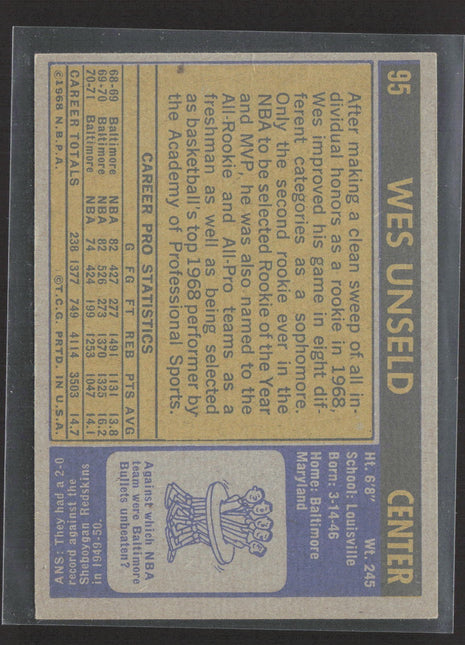 95 WES UNSELD CENTER
After making a clean sweep of all in-
dividual honors as a rookie in 1968,
Wes improved his game in eight dif-
ferent categories as a sophomore.
Only the second rookie ever in the
NBA to be selected Rookie of the Year
and MVP, he was also named to the
All-Rookie and All-Pro teams as a
freshman as well as being selected
as basketball's top 1968 performer by
the Academy of Professional Sports.
CAREER PRO STATISTICS
G FG FT REB PTS AVG
68-69 Baltimore NBA 82 427 277 1491 1131 13.8
69-70 Baltimore NBA 82 526 273 1370 1325 16.2
70-71 Baltimore NBA 74 424 199 1253 1047 14.1
CAREER TOTALS 238 1377 749 4114 3503 14.7
©1968 N.B.P.A. ©T.C.G. PRTD. IN U.S.A.
Ht. 6'8" Wt. 245
School: Louisville
Born: 3-14-46
Home: Baltimore
Maryland
Against which NBA
team were Baltimore
Bullets unbeaten?
ANS: They had a 2-0
record against the
Sheboygan Redskins
in 1949-50.